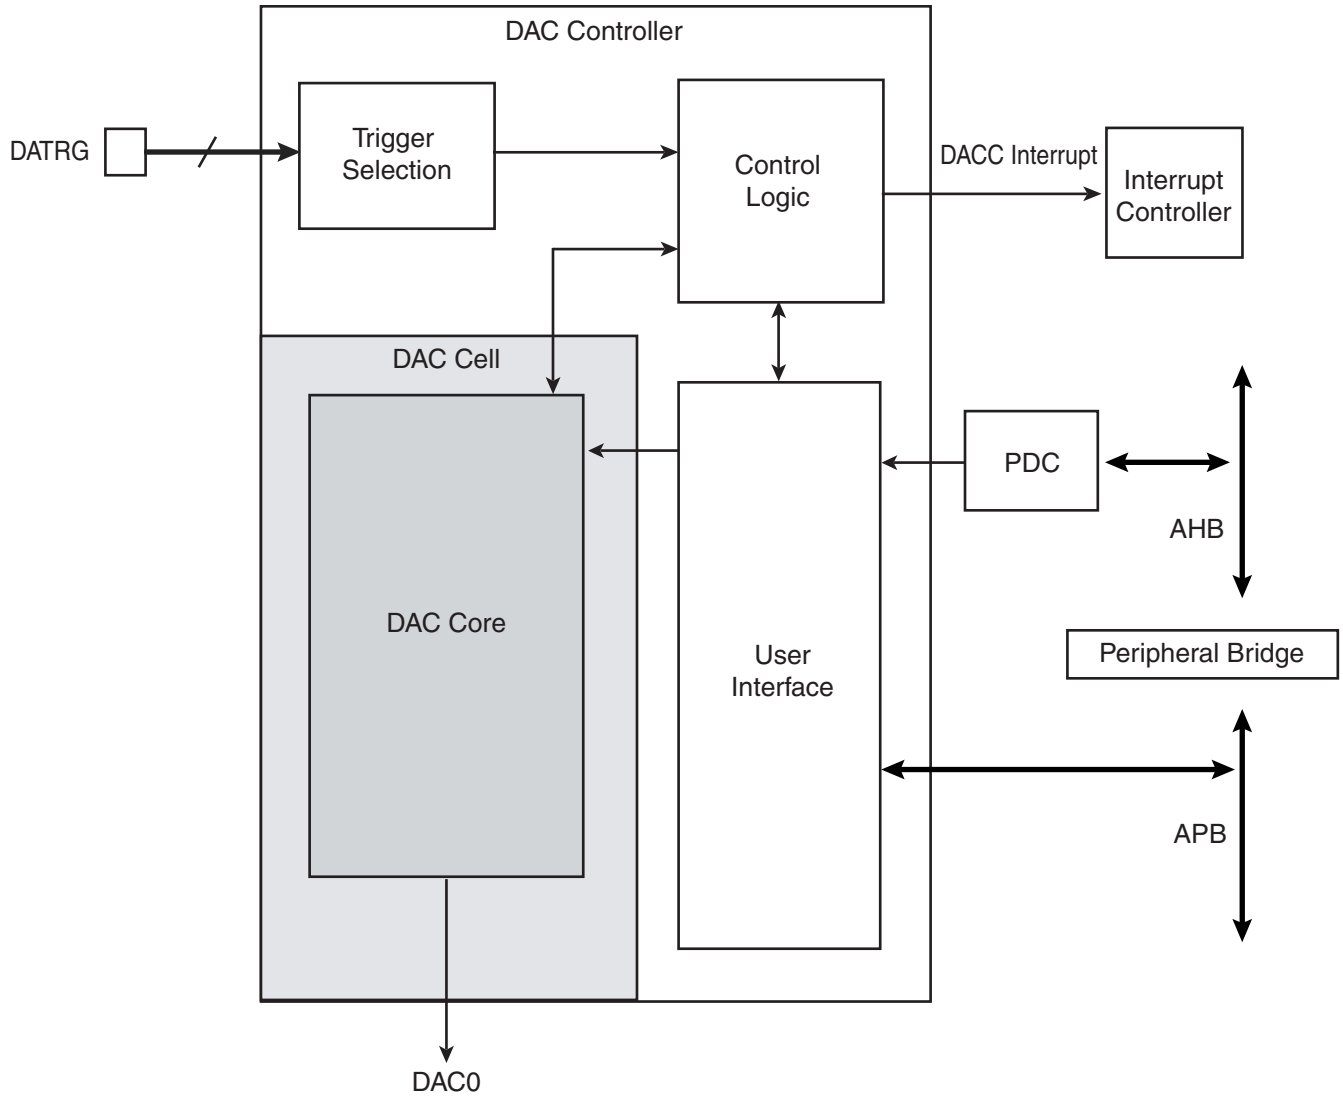 DAC Controller
DATRG
Trigger
Selection
Control
Logic
DACC Interrupt
Interrupt
Controller
DAC Cell
PDC
AHB
DAC Core
User
Interface
Peripheral Bridge
APB
DAC0